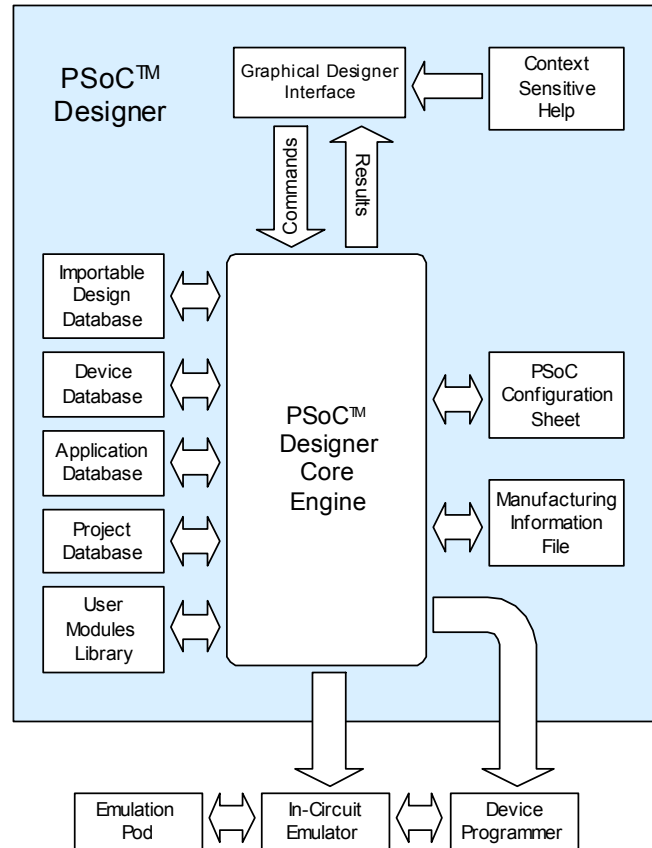 PSoC™
Designer
Graphical Designer
Interface
Context
Sensitive
Help
Commands
Results
Importable
Design
Database
Device
Database
Application
Database
Project
Database
User
Modules
Library
PSoC™
Designer
Core
Engine
PSoC
Configuration
Sheet
Manufacturing
Information
File
Emulation
Pod
In-Circuit
Emulator
Device
Programmer